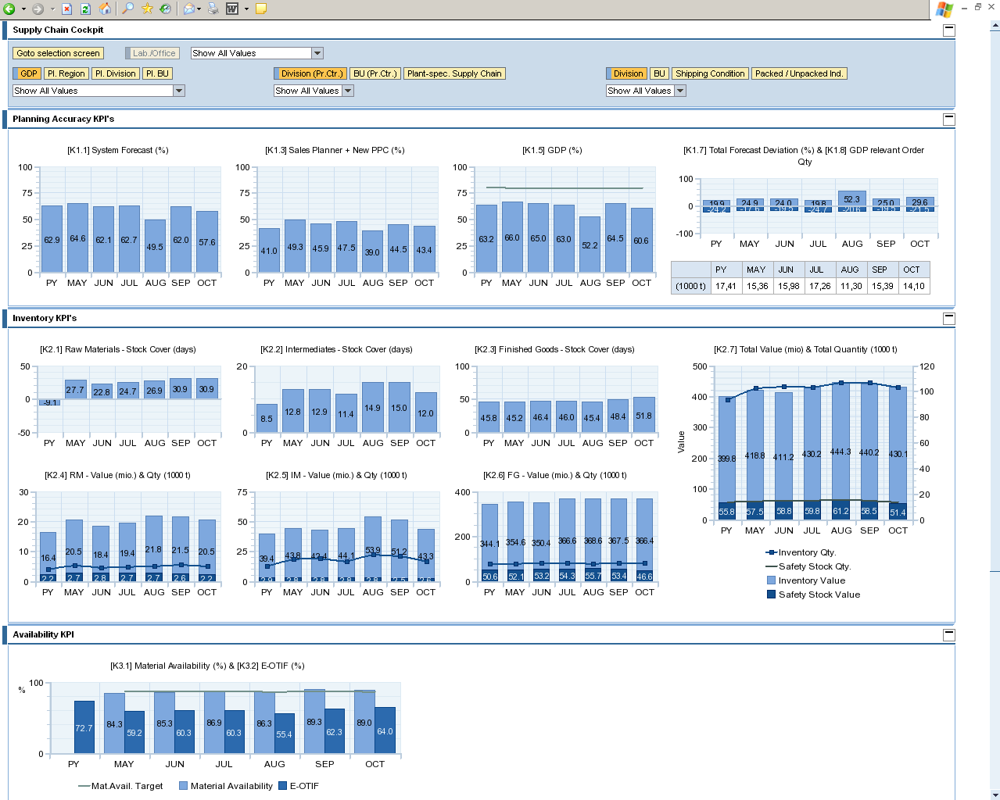 Supply Chain Cockpit
Goto selection screen Lab./Office Show All Values
GDP Pl. Region Pl. Division Pl. BU Division (Pr.Ctr.) BU (Pr.Ctr.) Plant-spec. Supply Chain Division BU Shipping Condition Packed / Unpacked Ind.
Show All Values Show All Values Show All Values
Planning Accuracy KPI's
[K1.1] System Forecast (%)
100
75
50
25
0
62.9 64.6 62.1 62.7 49.5 62.0 57.6
PY MAY JUN JUL AUG SEP OCT
[K1.3] Sales Planner + New PPC (%)
100
75
50
25
0
41.0 49.3 45.9 47.5 39.0 44.5 43.4
PY MAY JUN JUL AUG SEP OCT
[K1.5] GDP (%)
100
75
50
25
0
63.2 66.0 65.0 63.0 52.2 64.5 60.6
PY MAY JUN JUL AUG SEP OCT
[K1.7] Total Forecast Deviation (%) & [K1.8] GDP relevant Order
Qty
100
0
-100
19.9 24.9 24.0 19.8 52.3 25.0 29.6
-24.2 -17.6 -19.5 -24.7 -20.6 -19.5 -21.5
PY MAY JUN JUL AUG SEP OCT
PY MAY JUN JUL AUG SEP OCT
(1000 t) 17,41 15,36 15,98 17,26 11,30 15,39 14,10
Inventory KPI's
[K2.1] Raw Materials - Stock Cover (days)
50
0
-50
-9.1 27.7 22.8 24.7 26.9 30.9 30.9
PY MAY JUN JUL AUG SEP OCT
[K2.2] Intermediates - Stock Cover (days)
20
10
0
8.5 12.8 12.9 11.4 14.9 15.0 12.0
PY MAY JUN JUL AUG SEP OCT
[K2.3] Finished Goods - Stock Cover (days)
100
50
0
45.8 45.2 46.4 46.0 45.4 48.4 51.8
PY MAY JUN JUL AUG SEP OCT
[K2.7] Total Value (mio) & Total Quantity (1000 t)
Value
500
400
300
200
100
0
399.8 418.8 411.2 430.2 444.3 440.2 430.1
55.8 57.5 58.8 59.8 61.2 58.5 51.4
120
100
80
60
40
20
0
PY MAY JUN JUL AUG SEP OCT
Inventory Qty.
Safety Stock Qty.
Inventory Value
Safety Stock Value
[K2.4] RM - Value (mio.) & Qty (1000 t)
30
20
10
0
16.4 20.5 18.4 19.4 21.8 21.5 20.5
2.2 2.7 2.8 2.7 2.7 2.6 2.2
PY MAY JUN JUL AUG SEP OCT
[K2.5] IM - Value (mio.) & Qty (1000 t)
75
50
25
0
39.4 43.8 42.4 44.1 53.9 51.2 43.3
PY MAY JUN JUL AUG SEP OCT
[K2.6] FG - Value (mio.) & Qty (1000 t)
400
200
0
344.1 354.6 350.4 366.6 368.6 367.5 366.4
50.6 52.1 53.2 54.3 55.7 53.4 46.6
PY MAY JUN JUL AUG SEP OCT
Availability KPI
[K3.1] Material Availability (%) & [K3.2] E-OTIF (%)
%
100
0
72.7 84.3 59.2 85.3 60.3 86.9 60.3 86.3 55.4 89.3 62.3 89.0 64.0
PY MAY JUN JUL AUG SEP OCT
Mat.Avail. Target Material Availability E-OTIF